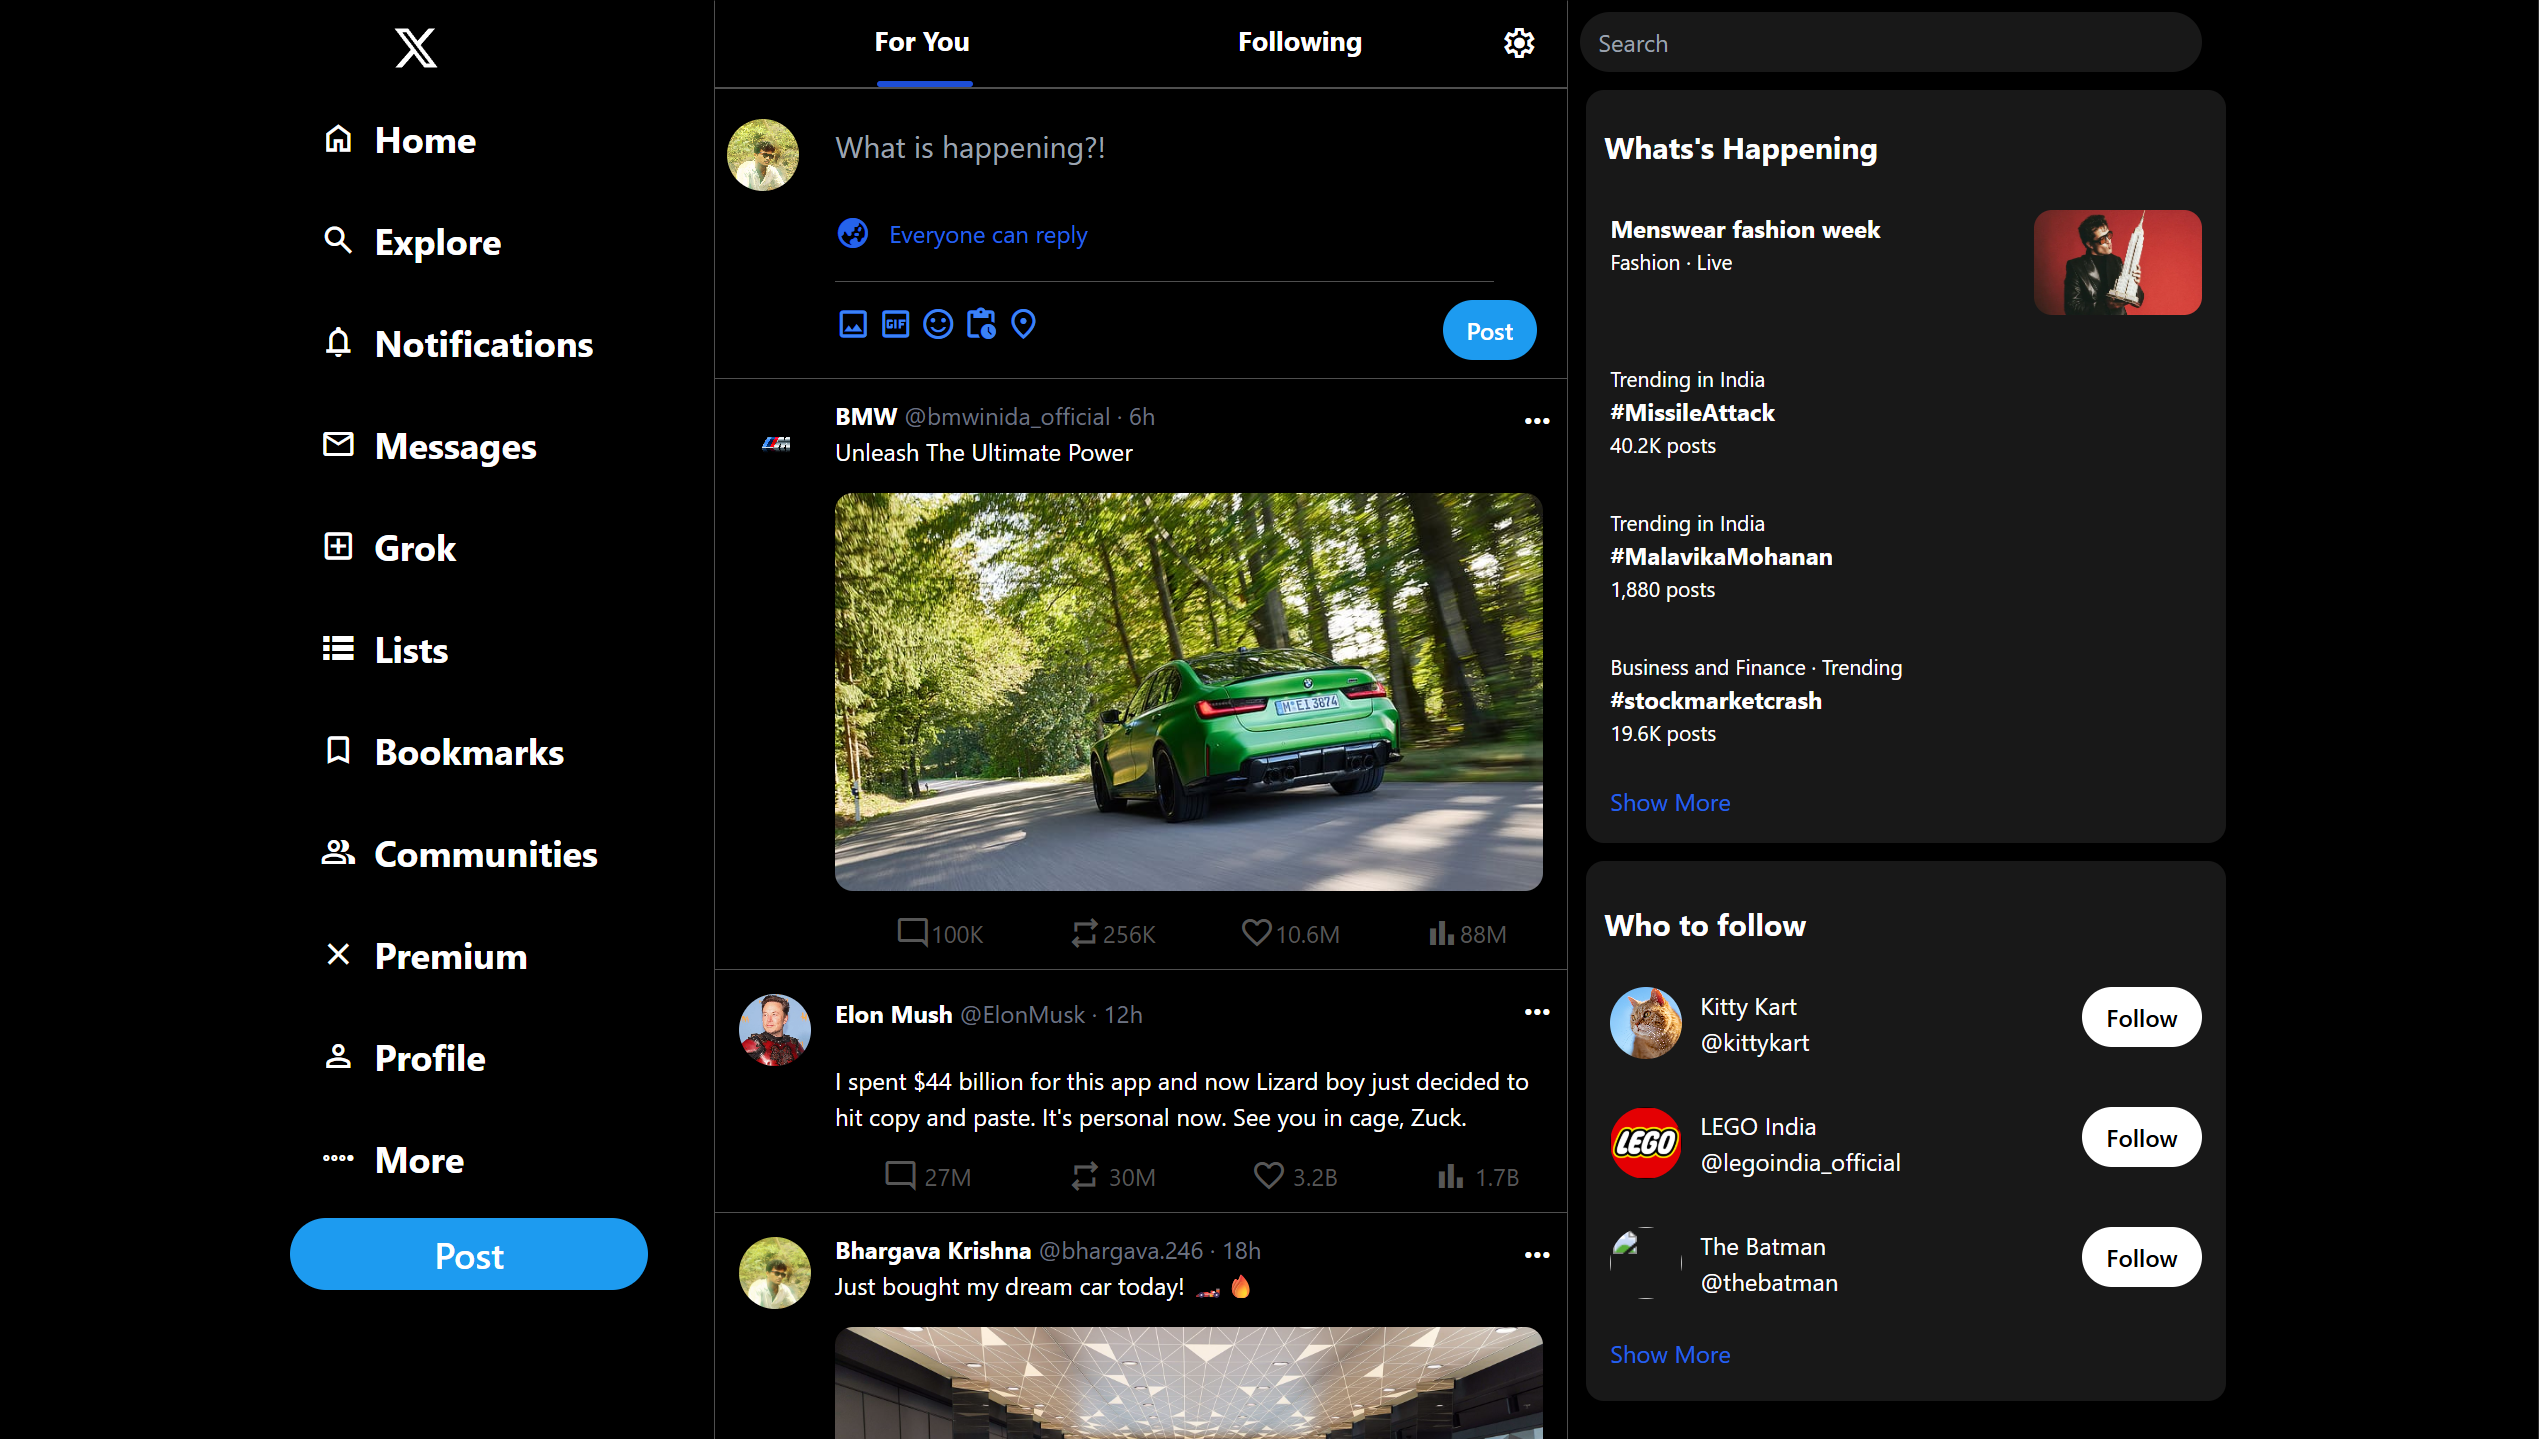 Home
Explore
Notifications
Messages
Grok
Lists
Bookmarks
Communities
Premium
Profile
More
Post
For You
Following
What is happening?!
Everyone can reply
GIF
Post
BMW @bmwinida_official · 6h
Unleash The Ultimate Power
M EI 3874
100K 256K 10.6M 88M
Elon Mush @ElonMusk · 12h
I spent $44 billion for this app and now Lizard boy just decided to
hit copy and paste. It's personal now. See you in cage, Zuck.
27M 30M 3.2B 1.7B
Bhargava Krishna @bhargava.246 · 18h
Just bought my dream car today! 🏎️ 🔥
Search
Whats's Happening
Menswear fashion week
Fashion · Live
Trending in India
#MissileAttack
40.2K posts
Trending in India
#MalavikaMohanan
1,880 posts
Business and Finance · Trending
#stockmarketcrash
19.6K posts
Show More
Who to follow
Kitty Kart
@kittykart
Follow
LEGO
LEGO India
@legoindia_official
Follow
The Batman
@thebatman
Follow
Show More